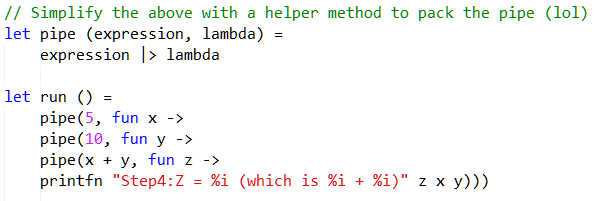 // Simplify the above with a helper method to pack the pipe (lol)
let pipe (expression, lambda) =
    expression |> lambda
let run () =
    pipe(5, fun x ->
    pipe(10, fun y ->
    pipe(x + y, fun z ->
    printfn "Step4:Z = %i (which is %i + %i)" z x y)))